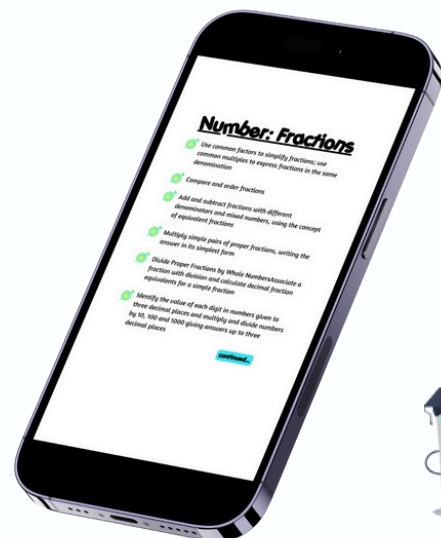 Number: Fractions
Use common factors to simplify fractions; use
common multiples to express fractions in the same
denomination
Compare and order fractions
Add and subtract fractions with different
denominators and mixed numbers, using the concept
of equivalent fractions
Multiply simple pairs of proper fractions, writing the
answer in its simplest form
Divide Proper Fractions by Whole NumbersAssociate a
fraction with division and calculate decimal fraction
equivalents for a simple fraction
Identify the value of each digit in numbers given to
three decimal places and multiply and divide numbers
by 10, 100 and 1000 giving answers up to three
decimal places
continued...